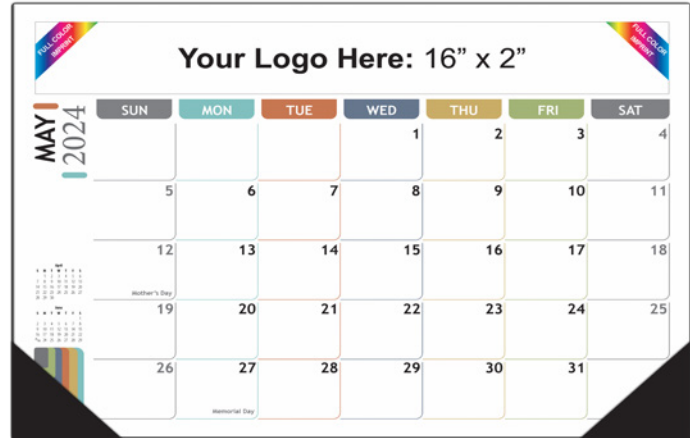 FULL COLOR
IMPRINT
Your Logo Here: 16” x 2”
FULL COLOR
IMPRINT
MAY
2024
SUN MON TUE WED THU FRI SAT
1 2 3 4
5 6 7 8 9 10 11
12 13 14 15 16 17 18
Mother's Day
19 20 21 22 23 24 25
26 27 28 29 30 31
Memorial Day